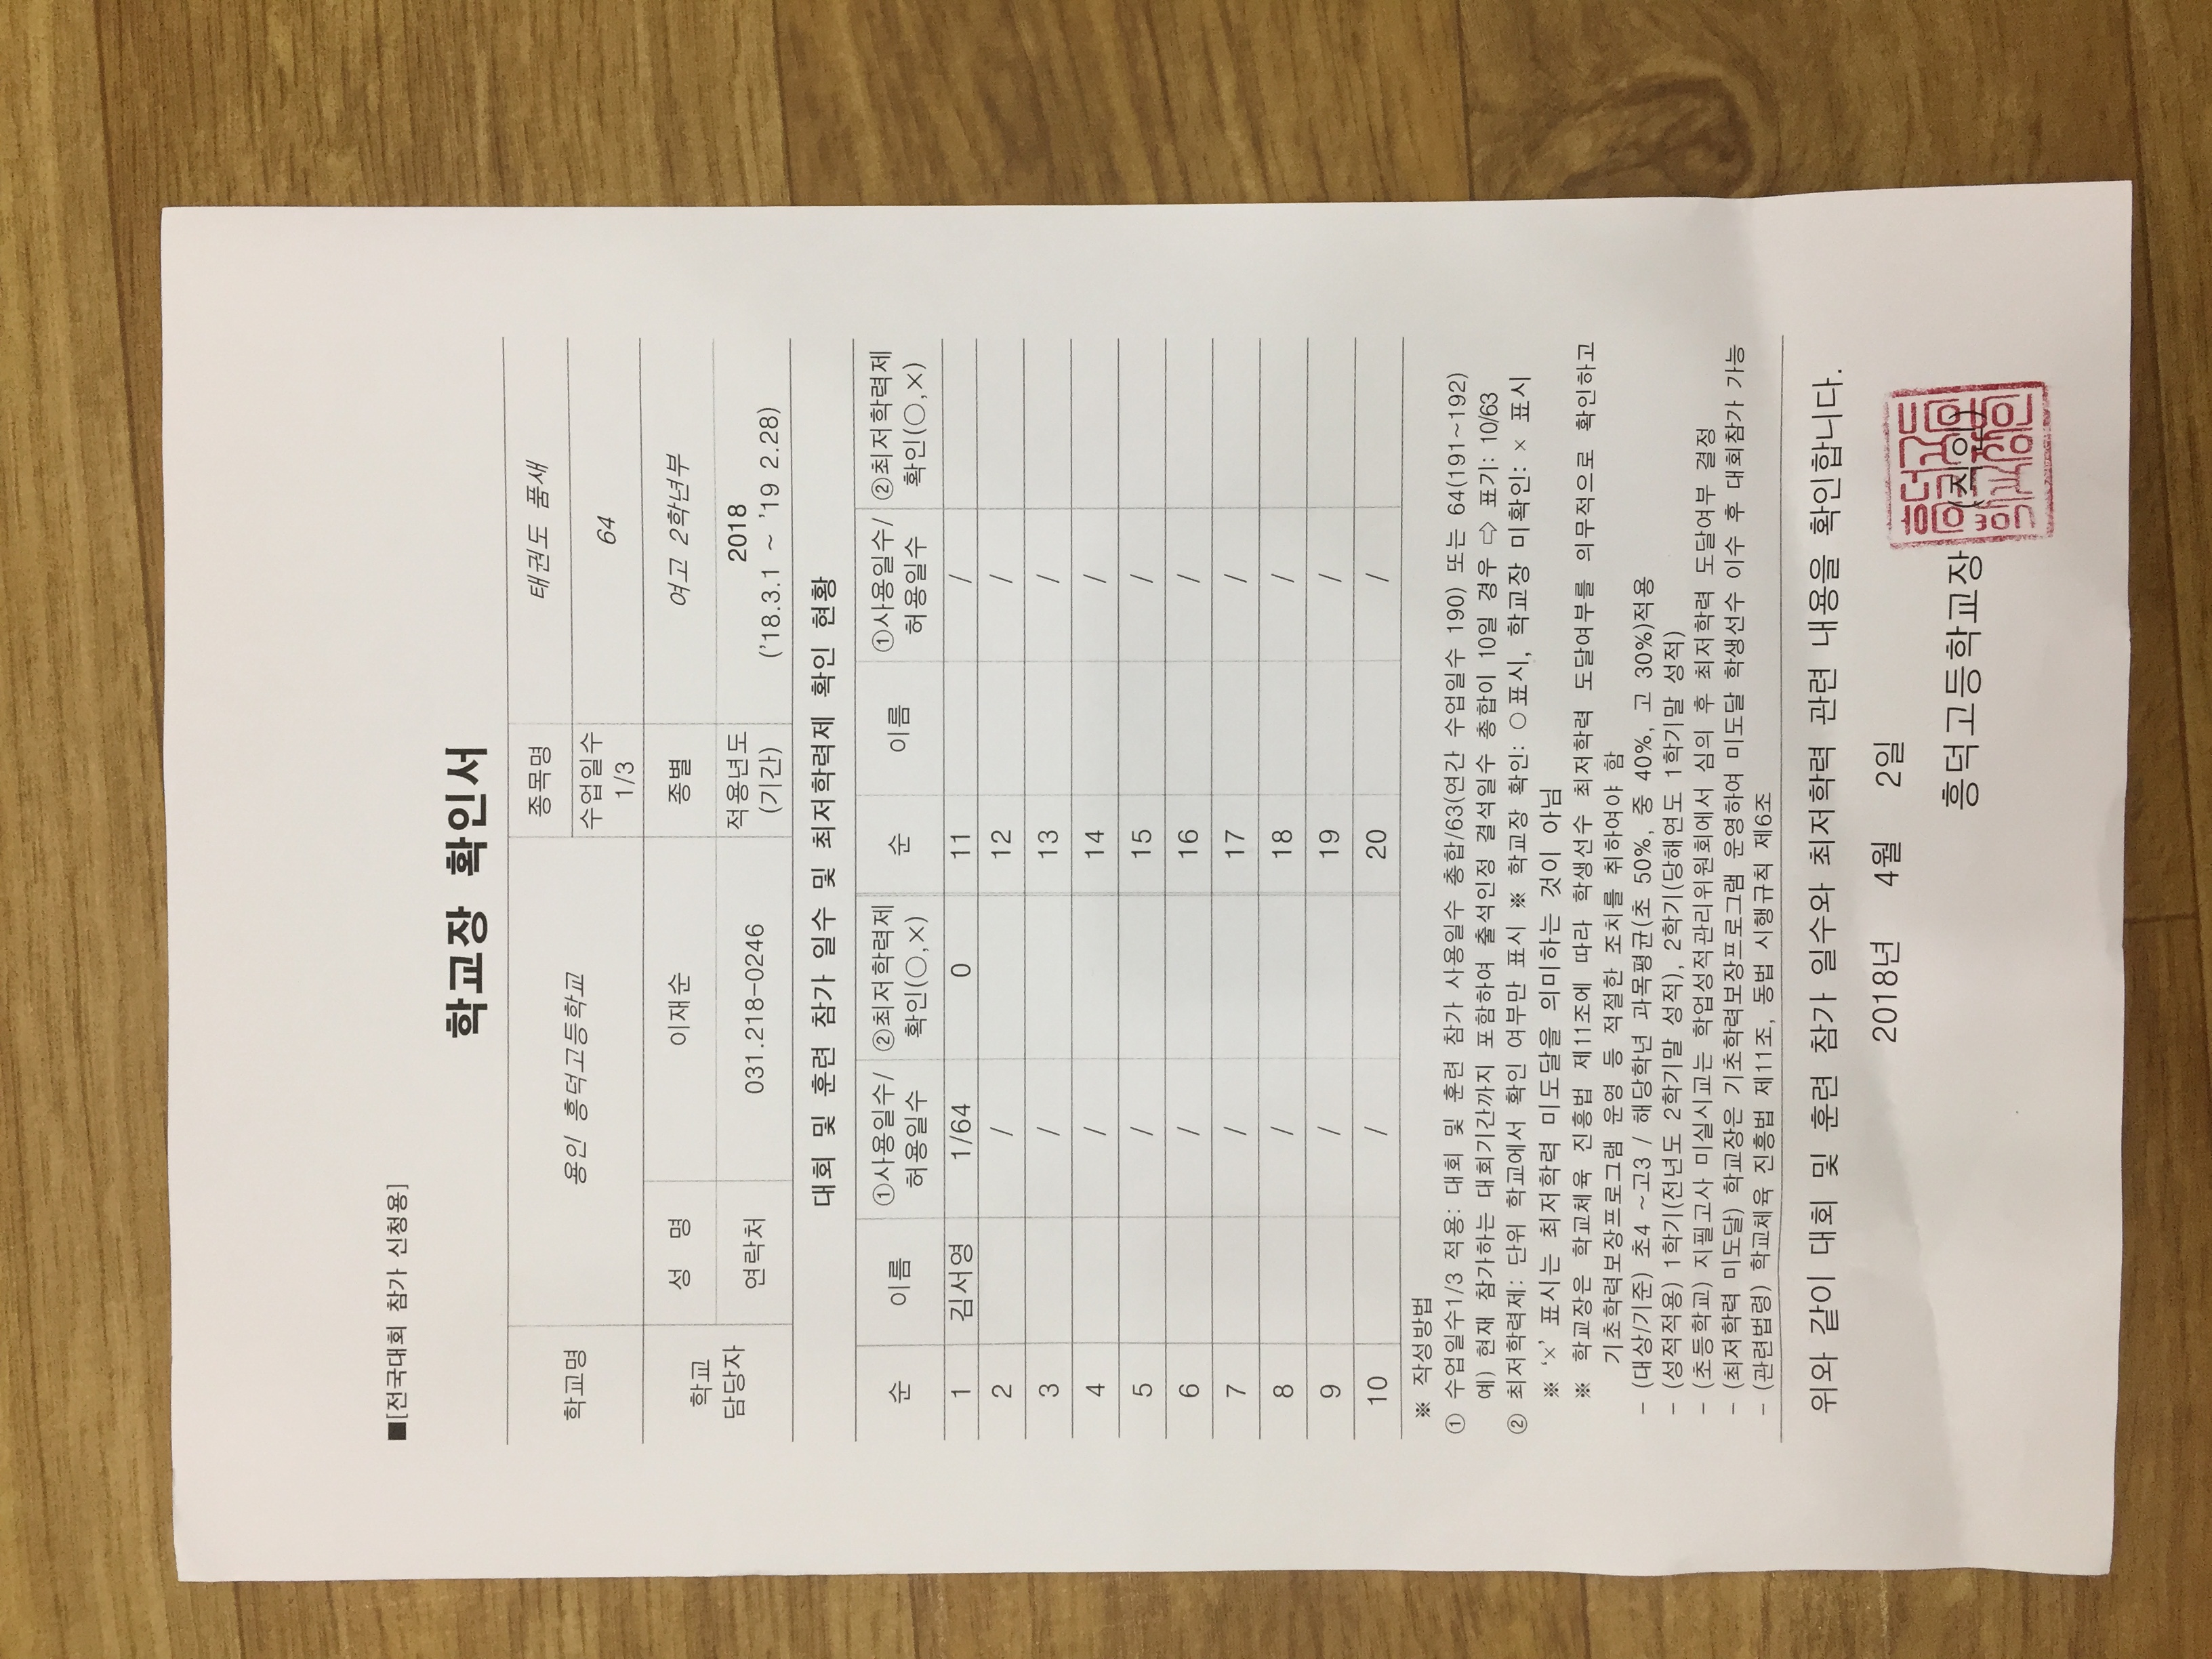 ■[전국대회 참가 신청용]
학교장 확인서
학교명 용인 흥덕고등학교 종목명 태권도 품새
수업일수 1/3 64
학교 담당자 성 명 이재순 종별 여고 2학년부
연락처 031.218-0246 적용년도 (기간) 2018 ('18.3.1 ~ '19 2.28)
대회 및 훈련 참가 일수 및 최저학력제 확인 현황
순 이름 ①사용일수/허용일수 ②최저학력제 확인(○,×) 순 이름 ①사용일수/허용일수 ②최저학력제 확인(○,×)
1 김서영 1/64 0 11 /
2 / 12 /
3 / 13 /
4 / 14 /
5 / 15 /
6 / 16 /
7 / 17 /
8 / 18 /
9 / 19 /
10 / 20 /
※ 작성방법
① 수업일수1/3 적용: 대회 및 훈련 참가 사용일수 총합/63(연간 수업일수 190) 또는 64(191~192)
예) 현재 참가하는 대회기간까지 포함하여 출석인정 결석일수 총합이 10일 경우 ⇨ 표기: 10/63
② 최저학력제: 단위 학교에서 확인 여부만 표시 ※ 학교장 확인: ○표시, 학교장 미확인: × 표시
※ '×' 표시는 최저학력 미도달을 의미하는 것이 아님
※ 학교장은 학교체육 진흥법 제11조에 따라 학생선수 최저학력 도달여부를 의무적으로 확인하고
기초학력보장프로그램 운영 등 적절한 조치를 취하여야 함
- (대상/기준) 초4 ~고3 / 해당학년 과목평균(초 50%, 중 40%, 고 30%)적용
- (성적적용) 1학기(전년도 2학기말 성적), 2학기(당해연도 1학기말 성적)
- (초등학교) 지필고사 미실시교는 학업성적관리위원회에서 심의 후 최저학력 도달여부 결정
- (최저학력 미도달) 학교장은 기초학력보장프로그램 운영하여 미도달 학생선수 이수 후 대회참가 가능
- (관련법령) 학교체육 진흥법 제11조, 동법 시행규칙 제6조
위와 같이 대회 및 훈련 참가 일수와 최저학력 관련 내용을 확인합니다.
2018년 4월 2일
흥덕고등학교장 (직인)